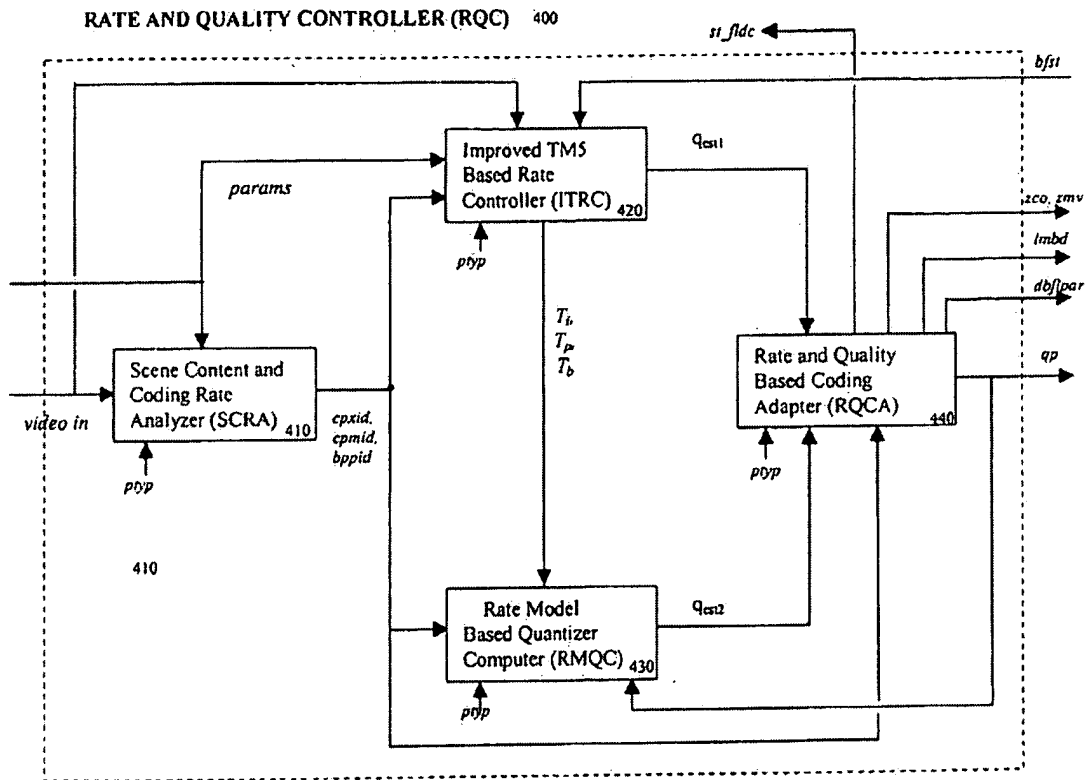 RATE AND QUALITY CONTROLLER (RQC) 400
st_fldc
bfst
Improved TM5
Based Rate
Controller (ITRC)
420
qest1
params
ptyp
zco, zmv
lmbd
dbflpar
Ti,
Tp,
Tb
Scene Content and
Coding Rate
Analyzer (SCRA)
410
video in
cpxid,
cpmid,
bppid
Rate and Quality
Based Coding
Adapter (RQCA)
440
qp
ptyp
ptyp
410
Rate Model
Based Quantizer
Computer (RMQC)
430
qest2
ptyp